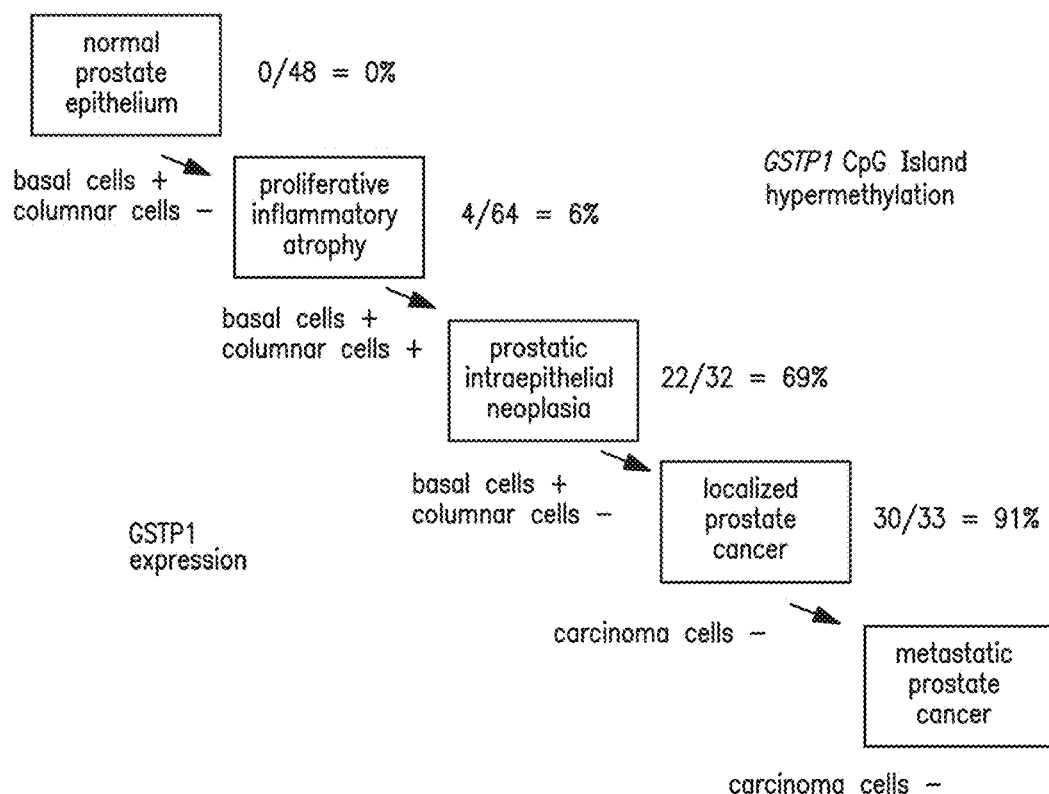 normal
prostate
epithelium
0/48 = 0%
basal cells +
columnar cells −
proliferative
inflammatory
atrophy
4/64 = 6%
GSTP1 CpG Island
hypermethylation
basal cells +
columnar cells +
prostatic
intraepithelial
neoplasia
22/32 = 69%
basal cells +
columnar cells −
localized
prostate
cancer
30/33 = 91%
GSTP1
expression
carcinoma cells −
metastatic
prostate
cancer
carcinoma cells −